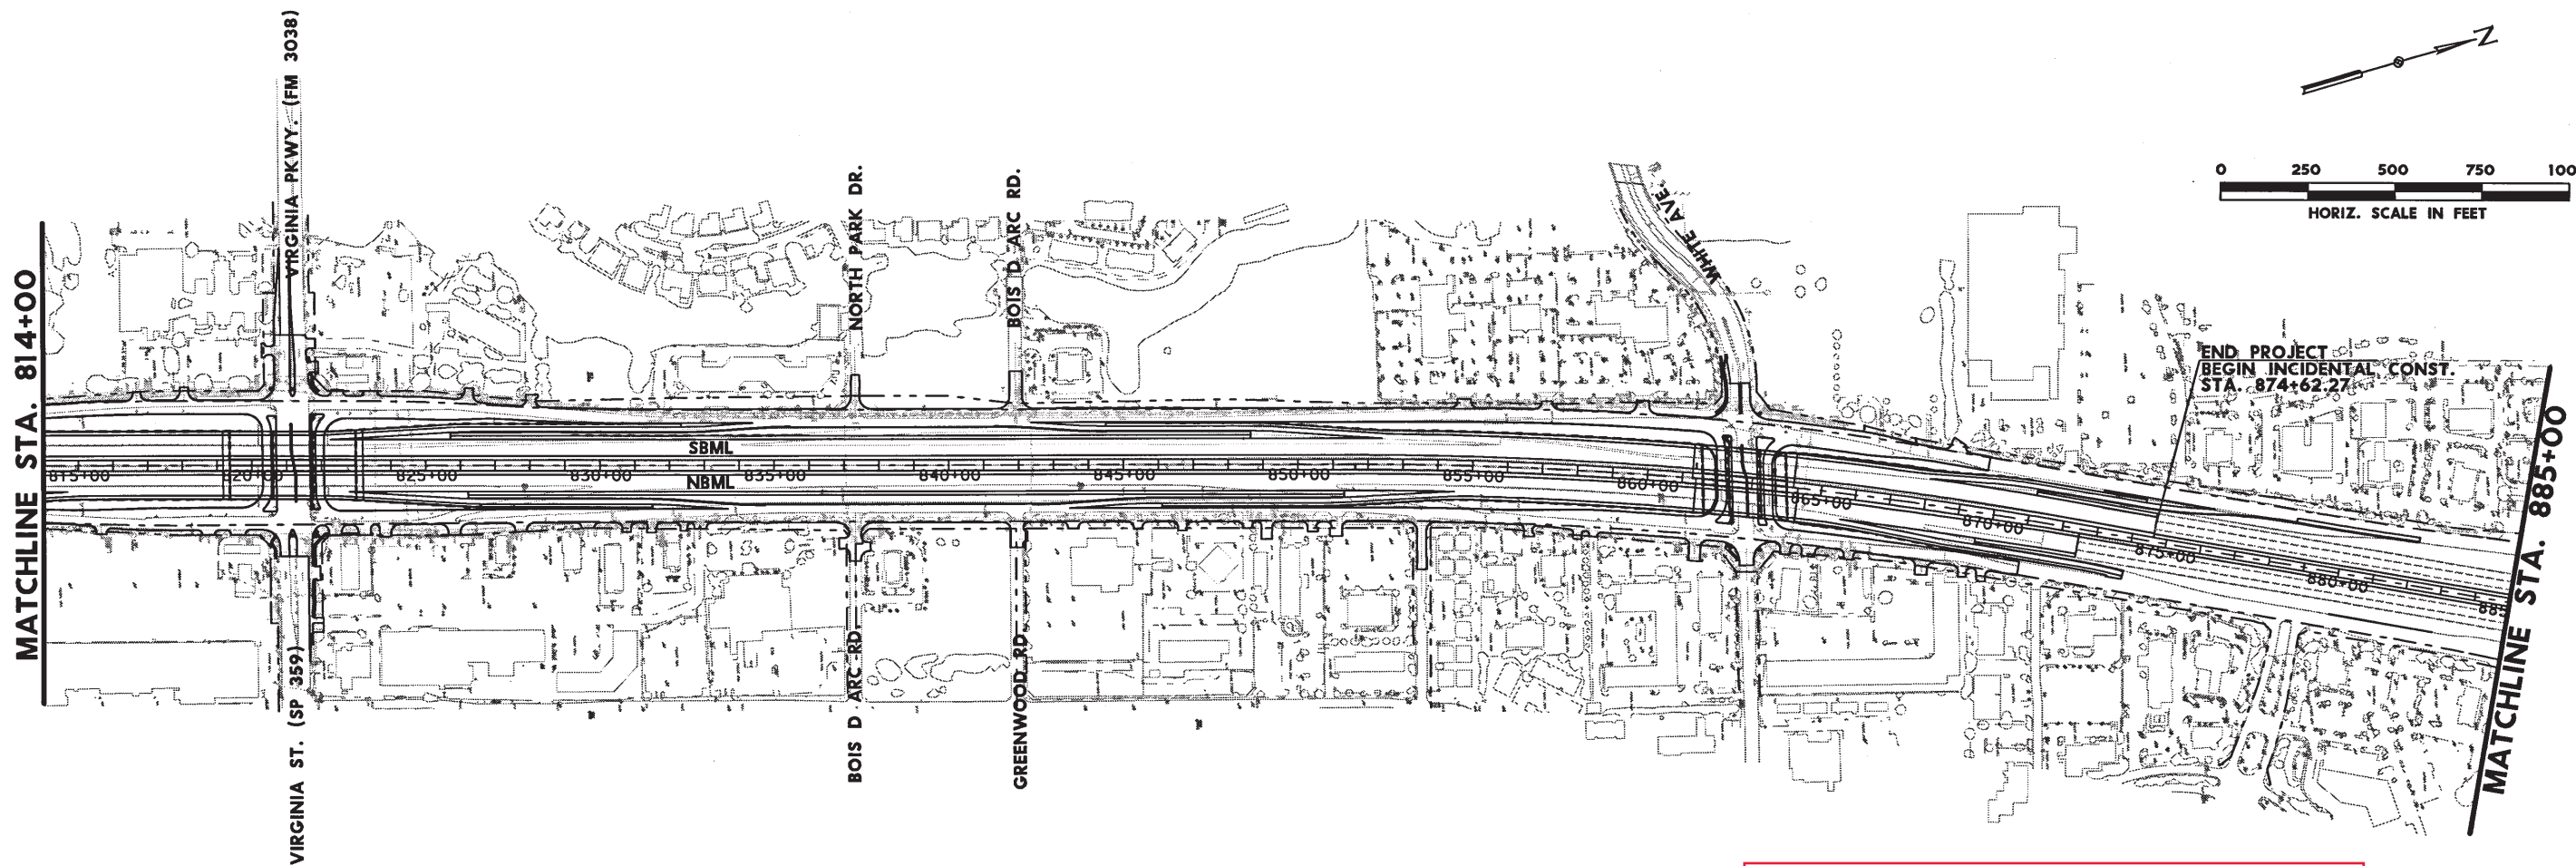 VIRGINIA PKWY. (FM 3038)
N
0 250 500 750 100
HORIZ. SCALE IN FEET
NORTH PARK DR.
BOIS D ARC RD.
WHITE AVE.
MATCHLINE STA. 814+00
END PROJECT
BEGIN INCIDENTAL CONST.
STA. 874+62.27
SBML
815+00 820+00 825+00 830+00 835+00 840+00 845+00 850+00 855+00 860+00 865+00 870+00 875+00 880+00 885
NBML
MATCHLINE STA. 885+00
VIRGINIA ST. (SP 359)
BOIS D ARC RD.
GREENWOOD RD.